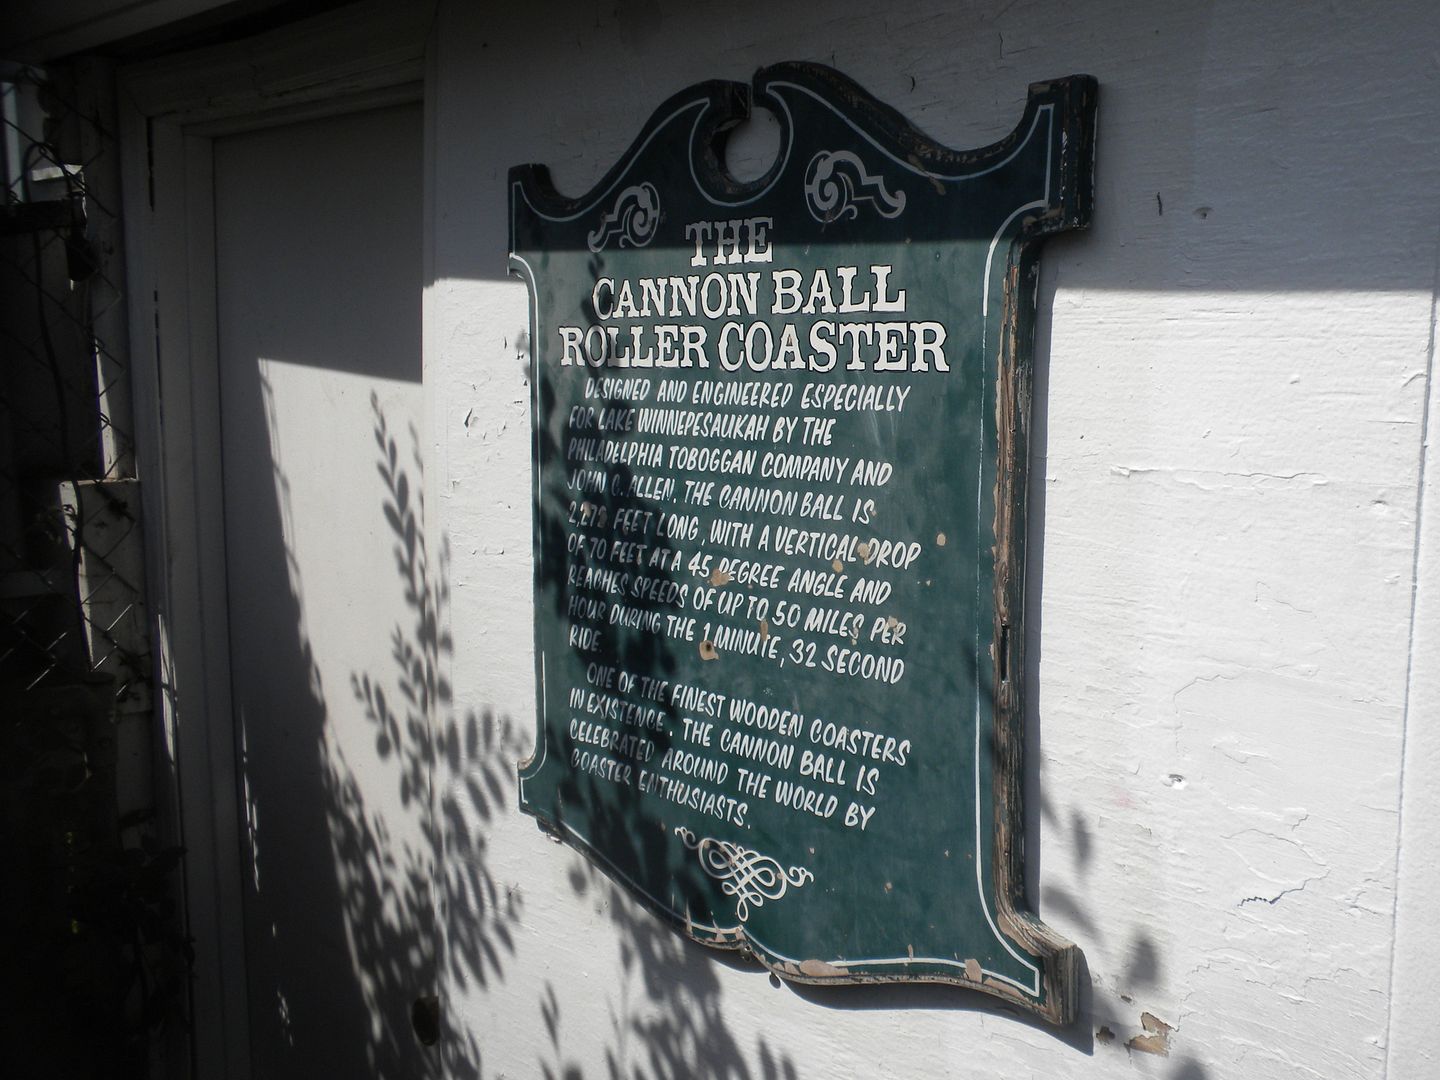 THE
CANNON BALL
ROLLER COASTER
DESIGNED AND ENGINEERED ESPECIALLY
FOR LAKE WINNEPESAUKAH BY THE
PHILADELPHIA TOBOGGAN COMPANY AND
JOHN C. ALLEN. THE CANNON BALL IS
2,272 FEET LONG, WITH A VERTICAL DROP
OF 70 FEET AT A 45 DEGREE ANGLE AND
REACHES SPEEDS OF UP TO 50 MILES PER
HOUR DURING THE 1 MINUTE, 32 SECOND
RIDE.
ONE OF THE FINEST WOODEN COASTERS
IN EXISTENCE. THE CANNON BALL IS
CELEBRATED AROUND THE WORLD BY
COASTER ENTHUSIASTS.